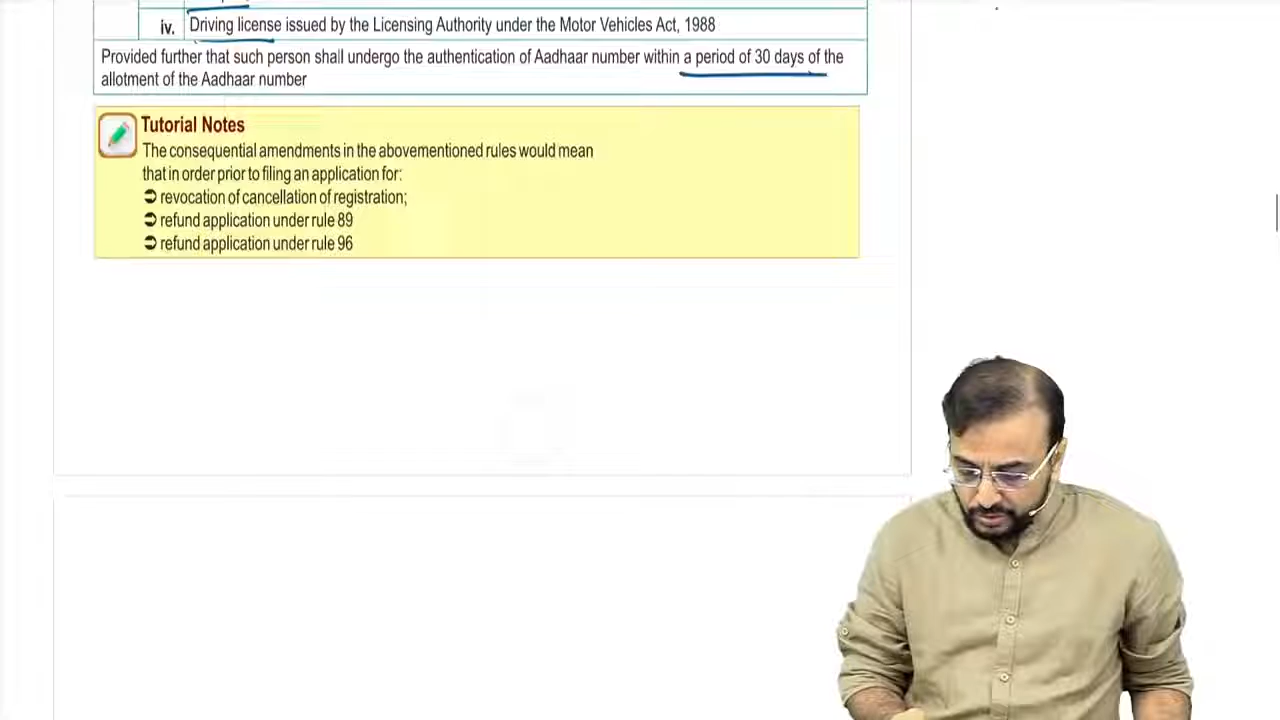 iv. Driving license issued by the Licensing Authority under the Motor Vehicles Act, 1988
Provided further that such person shall undergo the authentication of Aadhaar number within a period of 30 days of the
allotment of the Aadhaar number
Tutorial Notes
The consequential amendments in the abovementioned rules would mean
that in order prior to filing an application for:
➲ revocation of cancellation of registration;
➲ refund application under rule 89
➲ refund application under rule 96